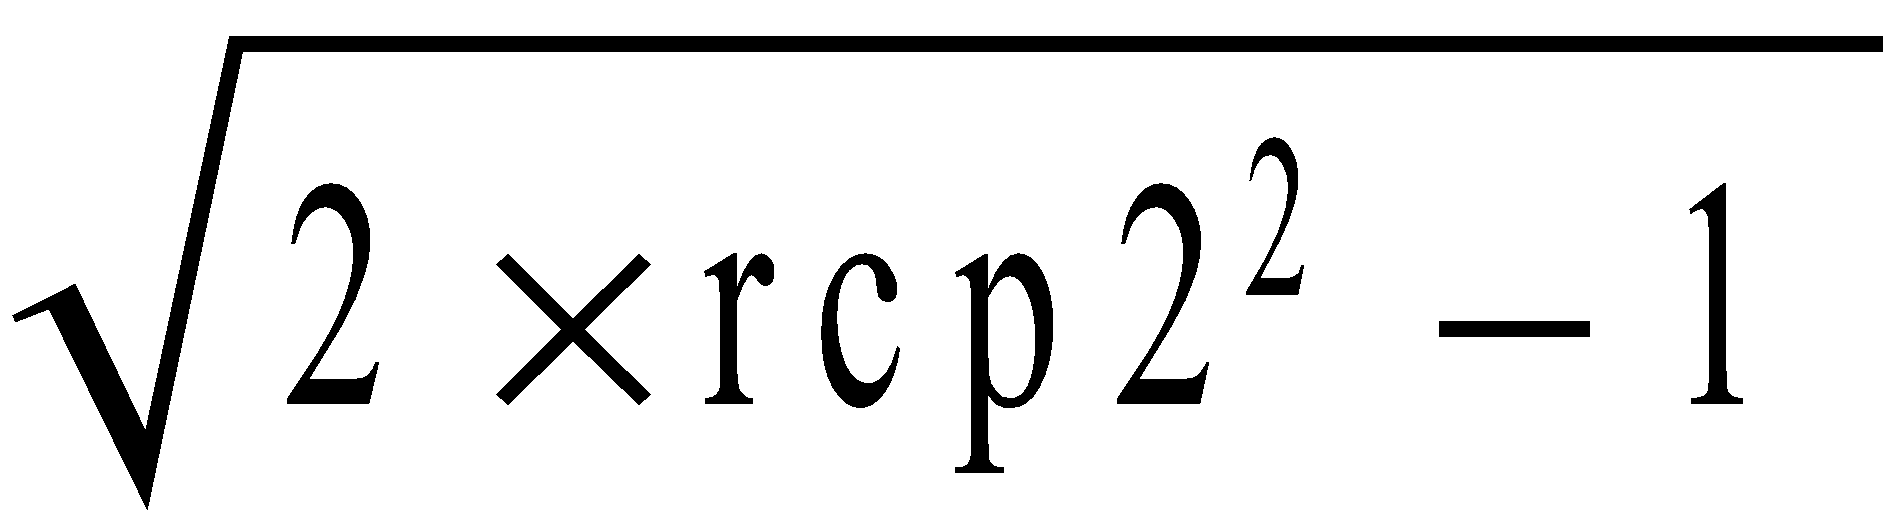 √2 × rcp2² − 1